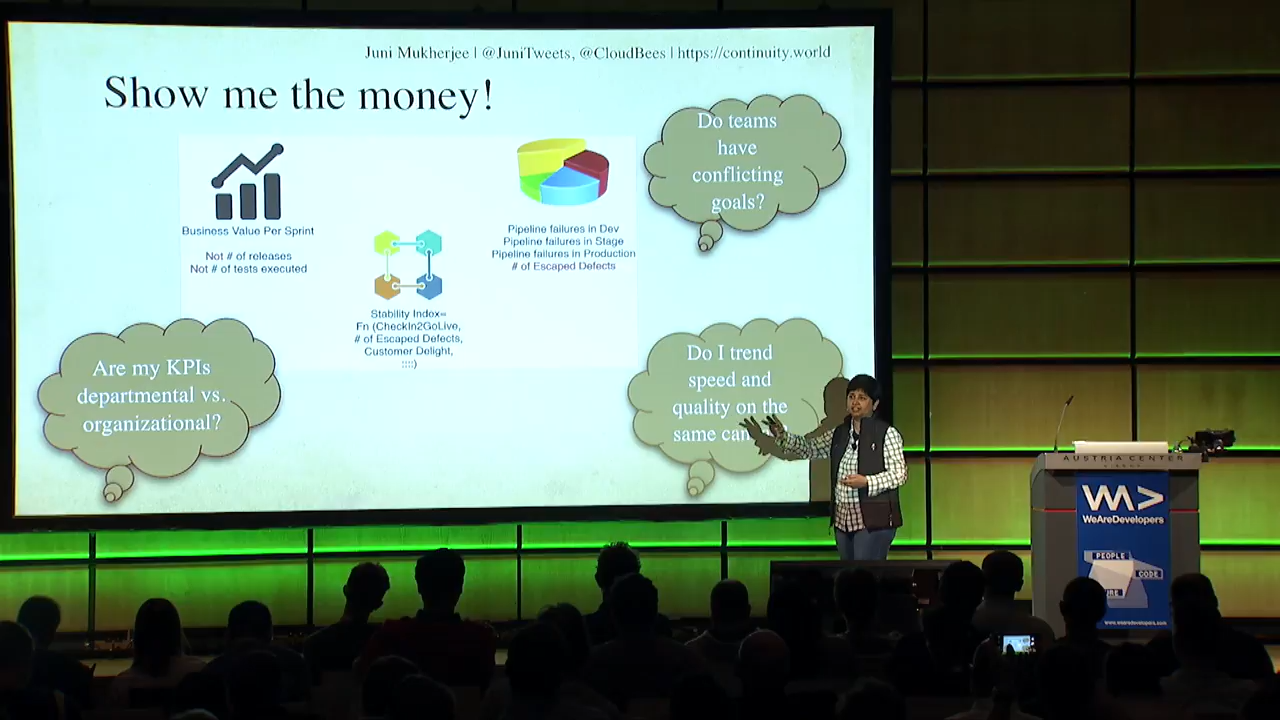 Juni Mukherjee | @JuniTweets, @CloudBees | https://continuity.world
Show me the money!
Do teams
have
conflicting
goals?
Business Value Per Sprint
Not # of releases
Not # of tests executed
Pipeline failures in Dev
Pipeline failures in Stage
Pipeline failures in Production
# of Escaped Defects
Stability Index=
Fn (CheckIn2GoLive,
# of Escaped Defects,
Customer Delight,
::::)
Are my KPIs
departmental vs.
organizational?
Do I trend
speed and
quality on the
same
AUSTRIA CENTER
WeAreDevelopers
PEOPLE
CODE
www.wearedevelopers.com